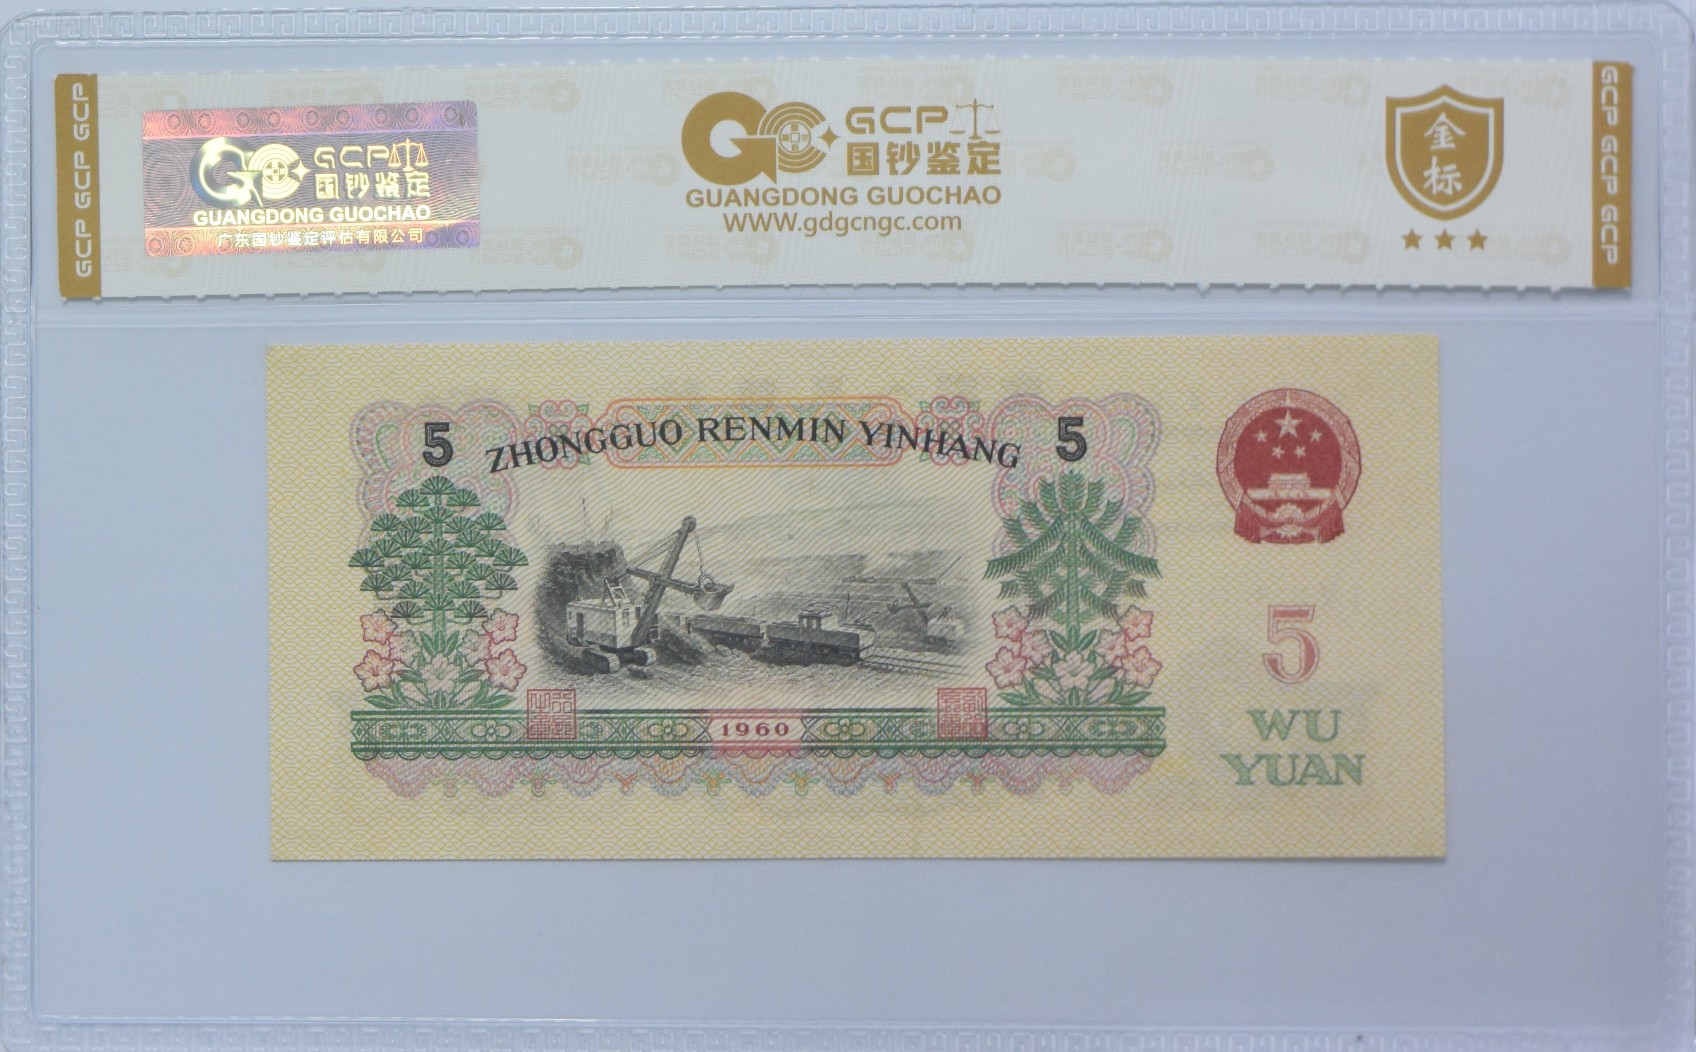 GCP GCP GCP
GCP
国钞鉴定
GUANGDONG GUOCHAO
广东国钞鉴定评估有限公司
GCP
国钞鉴定
GUANGDONG GUOCHAO
WWW.gdgcngc.com
金
标
GCP GCP GCP
5 ZHONGGUO RENMIN YINHANG 5
1960
5
WU
YUAN